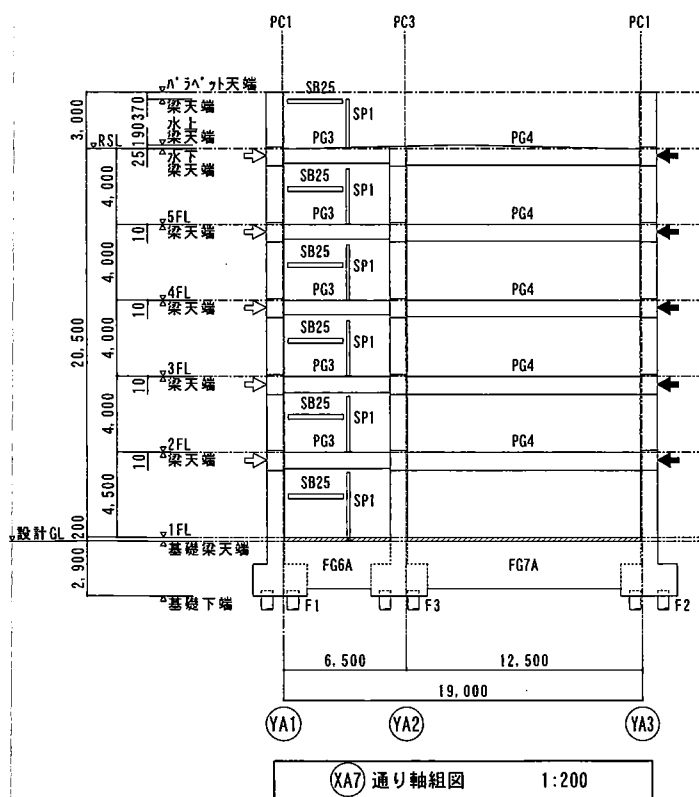 PC1 PC3 PC1
パラペット天端
梁天端
水上
梁天端
RSL
水下
梁天端
3,000
370
190
25
SB25
SP1
PG3 PG4
4,000
SB25
SP1
PG3 PG4
5FL
梁天端
10
4,000
SB25
SP1
PG3 PG4
4FL
梁天端
10
20,500
4,000
SB25
SP1
PG3 PG4
3FL
梁天端
10
4,000
SB25
SP1
PG3 PG4
2FL
梁天端
10
4,500
SB25
SP1
1FL
設計GL
200
基礎梁天端
2,900
FG6A FG7A
基礎下端
F1 F3 F2
6,500 12,500
19,000
YA1 YA2 YA3
XA7 通り軸組図 1:200